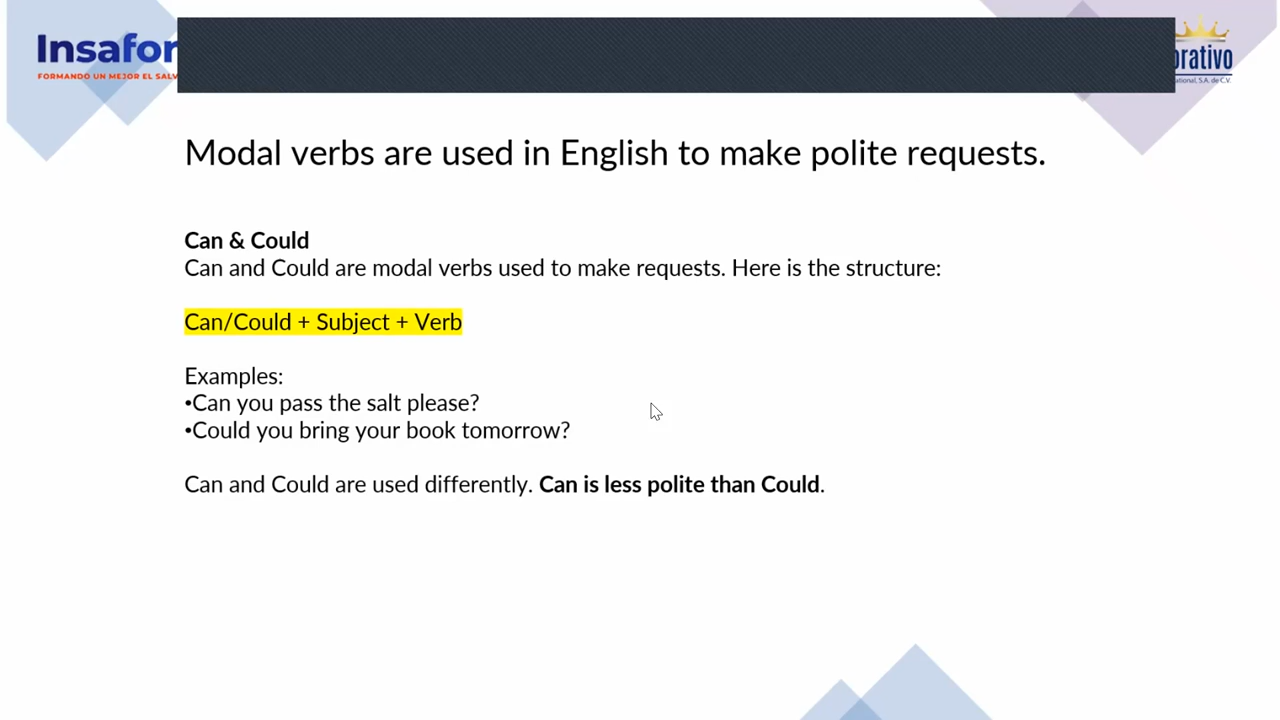 Insafor
FORMANDO UN MEJOR EL SALV
orativo
ational, S.A. de C.V.
Modal verbs are used in English to make polite requests.
Can & Could
Can and Could are modal verbs used to make requests. Here is the structure:
Can/Could + Subject + Verb
Examples:
•Can you pass the salt please?
•Could you bring your book tomorrow?
Can and Could are used differently. Can is less polite than Could.